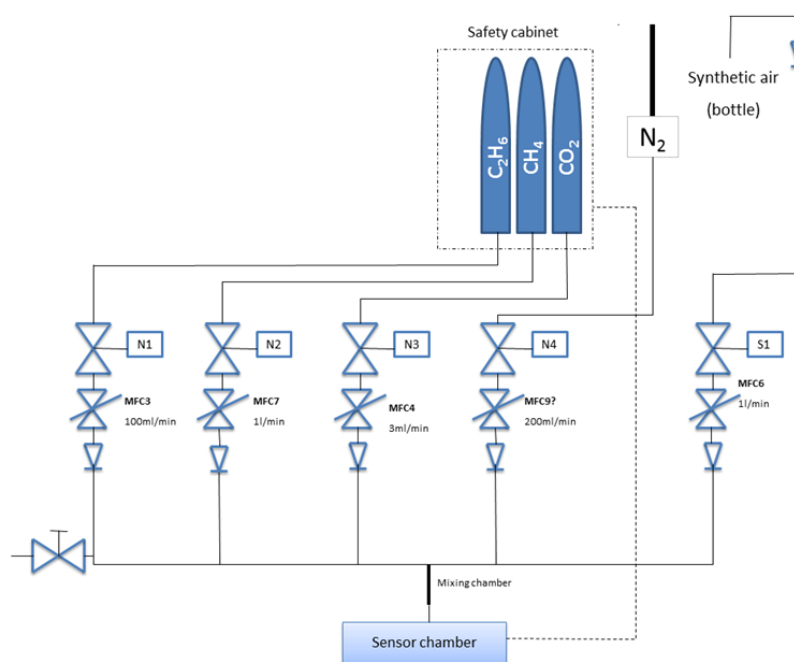 Safety cabinet
Synthetic air
(bottle)
C₂H₆
CH₄
CO₂
N₂
N1
N2
N3
N4
S1
MFC3
100ml/min
MFC7
1l/min
MFC4
3ml/min
MFC9?
200ml/min
MFC6
1l/min
Mixing chamber
Sensor chamber